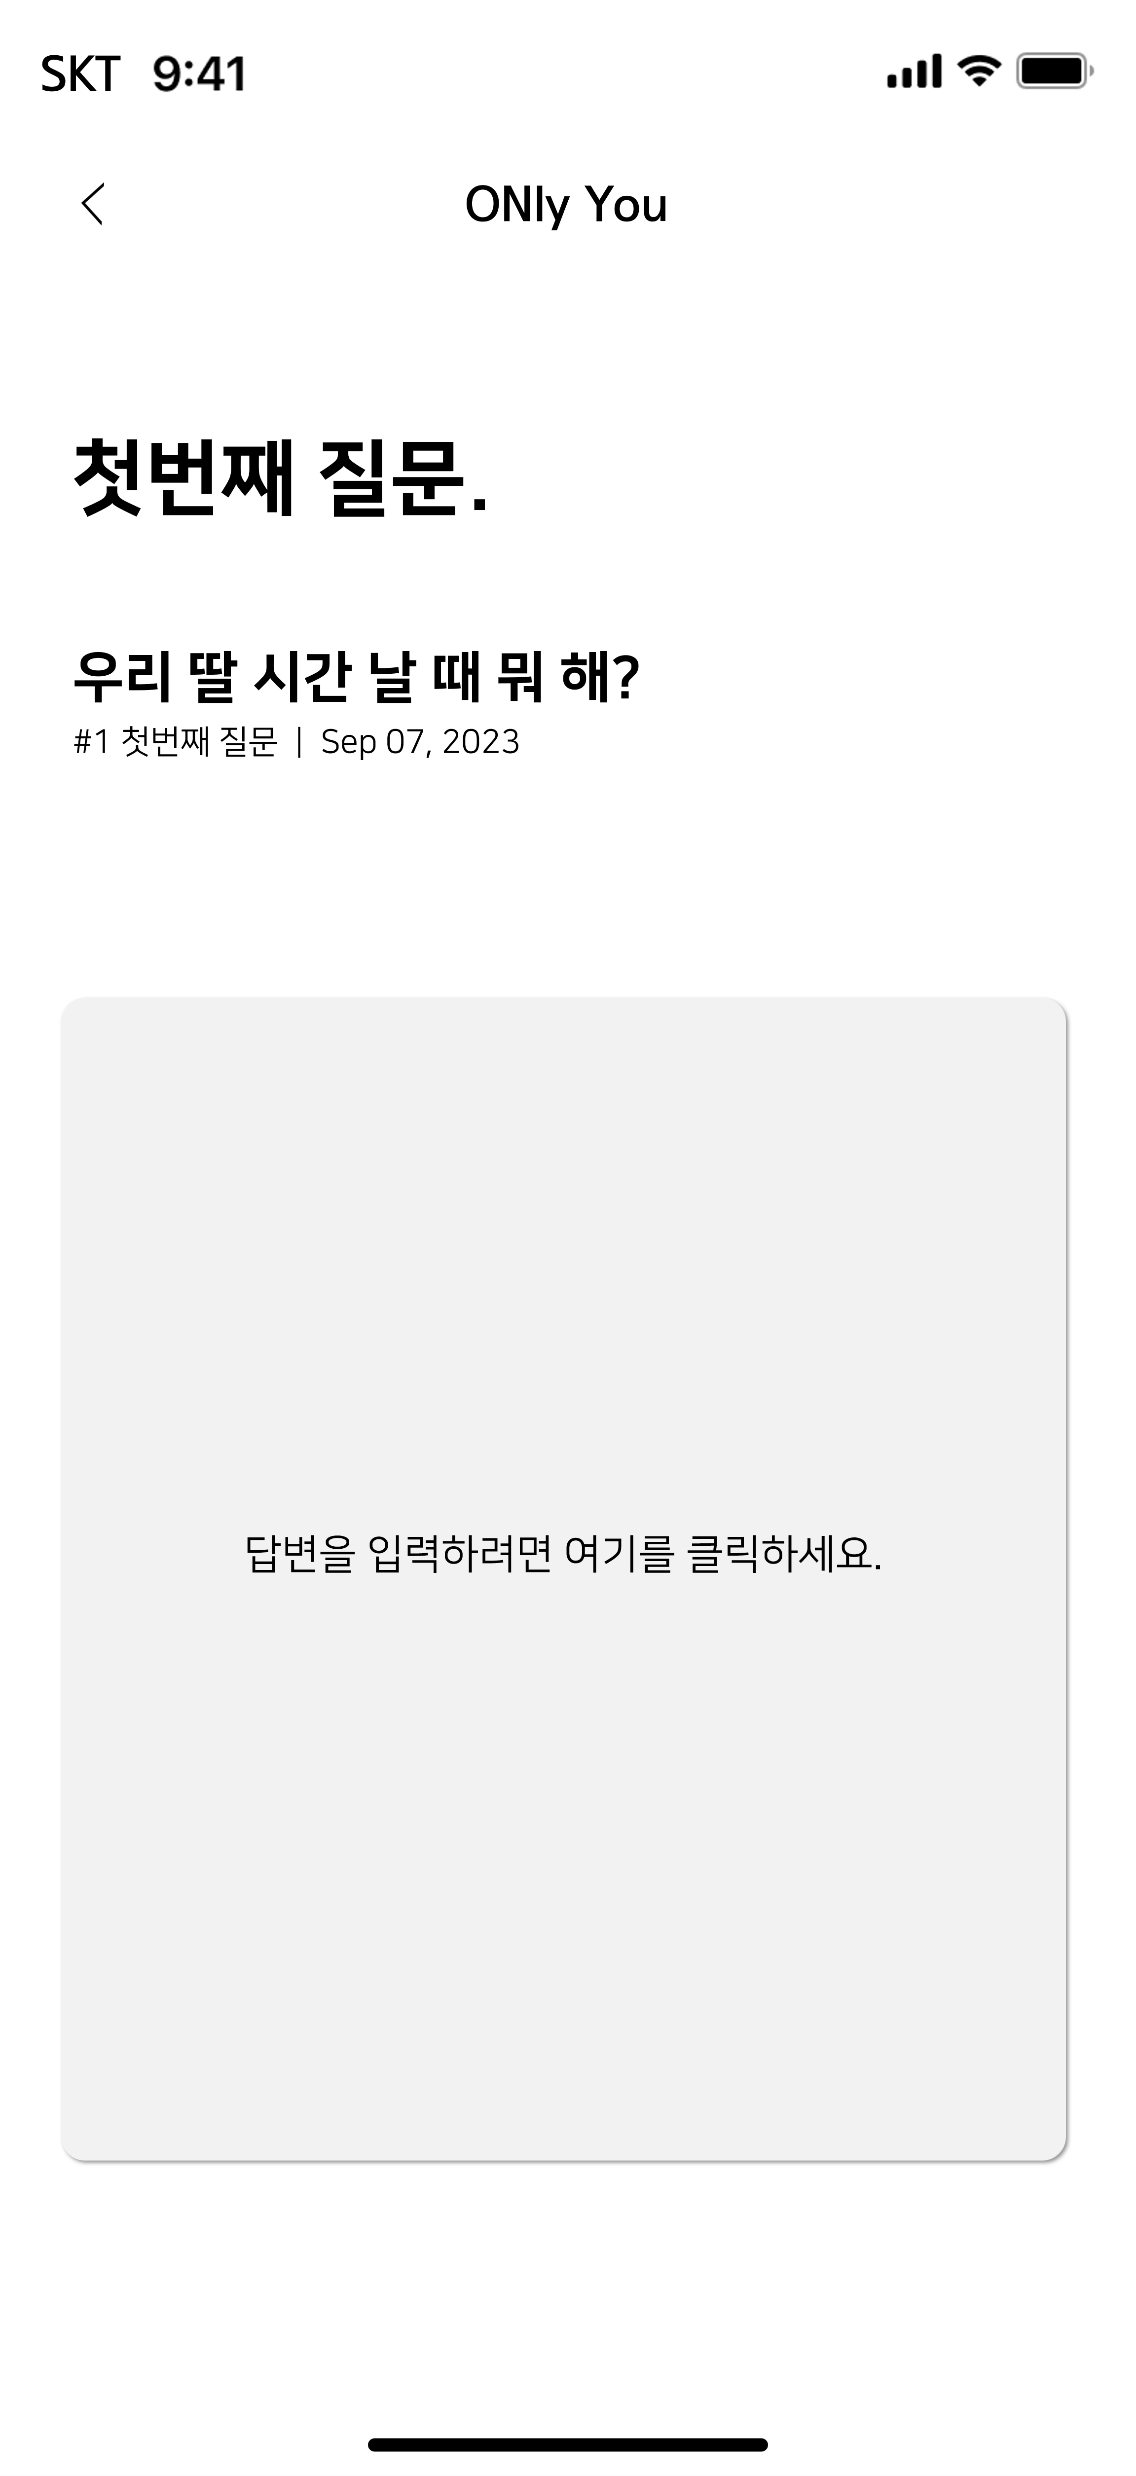 SKT 9:41
ONly You
첫번째 질문.
우리 딸 시간 날 때 뭐 해?
#1 첫번째 질문 | Sep 07, 2023
답변을 입력하려면 여기를 클릭하세요.